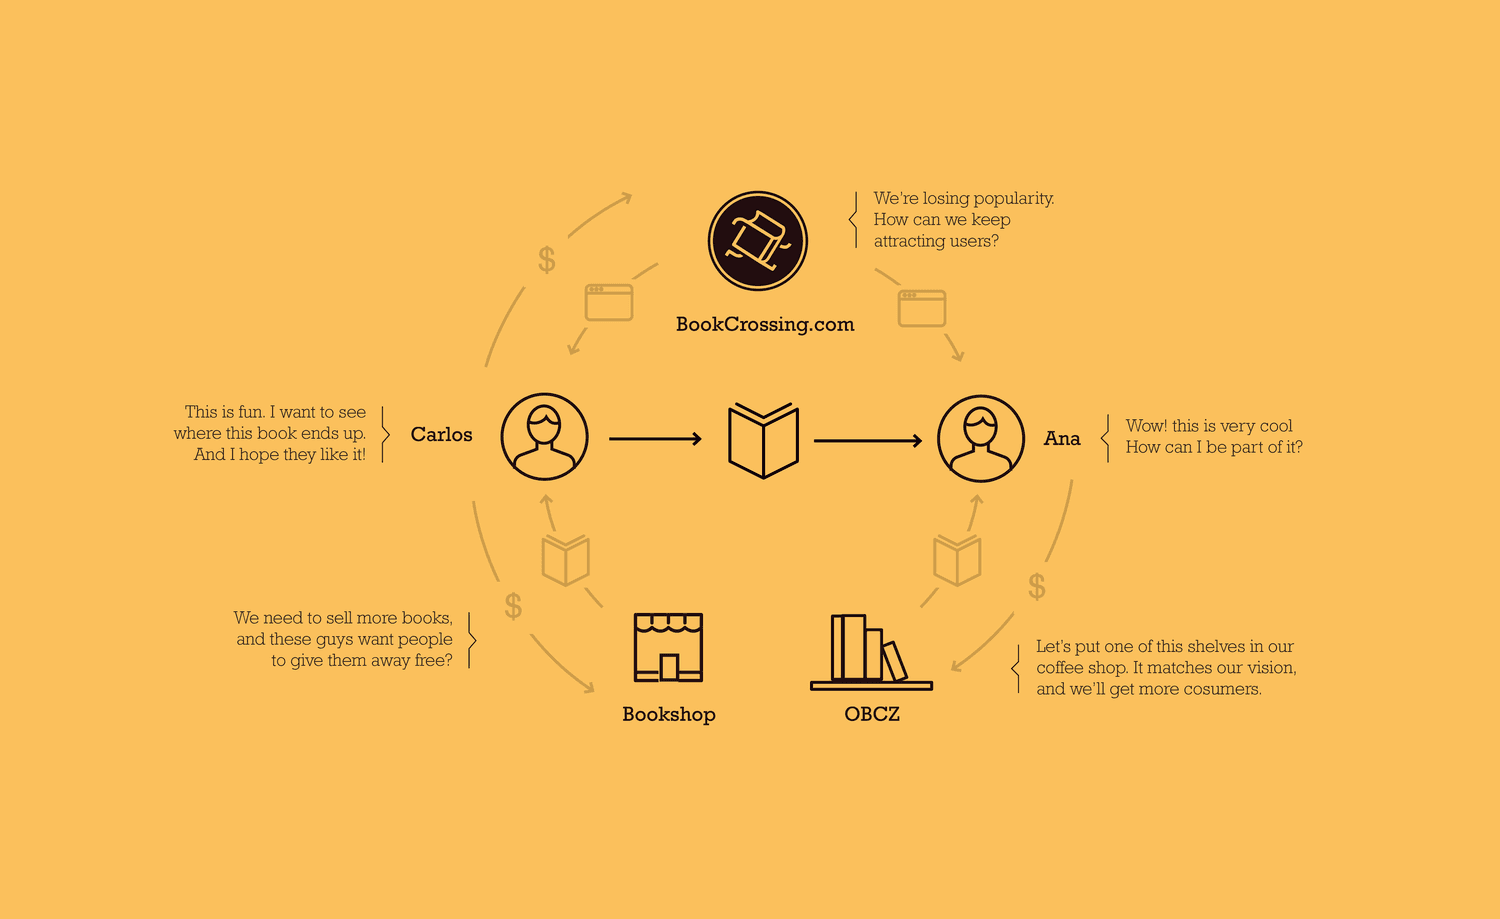 We're losing popularity.
How can we keep
attracting users?
$
BookCrossing.com
This is fun. I want to see
where this book ends up.
And I hope they like it!
Carlos
Ana
Wow! this is very cool
How can I be part of it?
$
$
We need to sell more books,
and these guys want people
to give them away free?
Let's put one of this shelves in our
coffee shop. It matches our vision,
and we'll get more cosumers.
Bookshop
OBCZ